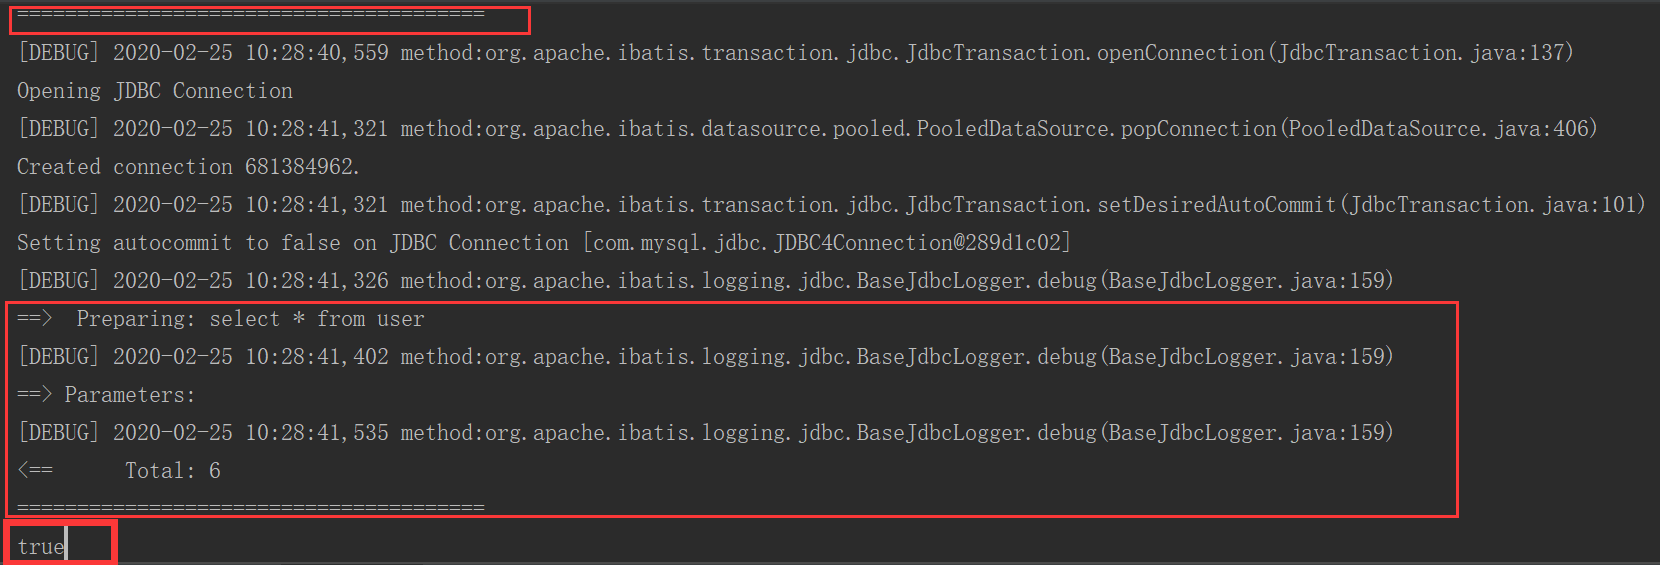 =======================================
[DEBUG] 2020-02-25 10:28:40,559 method:org.apache.ibatis.transaction.jdbc.JdbcTransaction.openConnection(JdbcTransaction.java:137)
Opening JDBC Connection
[DEBUG] 2020-02-25 10:28:41,321 method:org.apache.ibatis.datasource.pooled.PooledDataSource.popConnection(PooledDataSource.java:406)
Created connection 681384962.
[DEBUG] 2020-02-25 10:28:41,321 method:org.apache.ibatis.transaction.jdbc.JdbcTransaction.setDesiredAutoCommit(JdbcTransaction.java:101)
Setting autocommit to false on JDBC Connection [com.mysql.jdbc.JDBC4Connection@289d1c02]
[DEBUG] 2020-02-25 10:28:41,326 method:org.apache.ibatis.logging.jdbc.BaseJdbcLogger.debug(BaseJdbcLogger.java:159)
==>  Preparing: select * from user
[DEBUG] 2020-02-25 10:28:41,402 method:org.apache.ibatis.logging.jdbc.BaseJdbcLogger.debug(BaseJdbcLogger.java:159)
==> Parameters:
[DEBUG] 2020-02-25 10:28:41,535 method:org.apache.ibatis.logging.jdbc.BaseJdbcLogger.debug(BaseJdbcLogger.java:159)
<==      Total: 6
=======================================
true